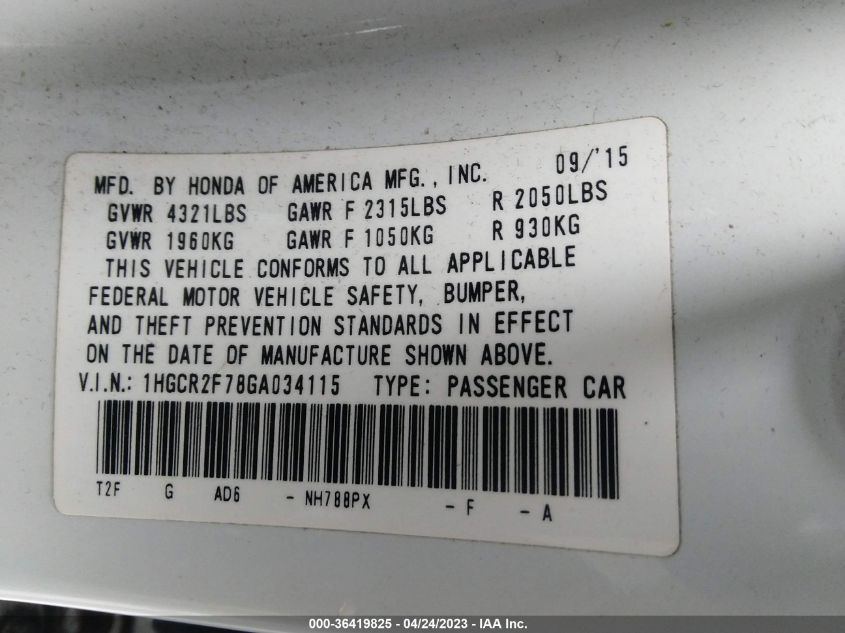 MFD. BY HONDA OF AMERICA MFG., INC. 09/'15
GVWR 4321LBS GAWR F 2315LBS R 2050LBS
GVWR 1960KG GAWR F 1050KG R 930KG
THIS VEHICLE CONFORMS TO ALL APPLICABLE
FEDERAL MOTOR VEHICLE SAFETY, BUMPER,
AND THEFT PREVENTION STANDARDS IN EFFECT
ON THE DATE OF MANUFACTURE SHOWN ABOVE.
V.I.N.: 1HGCR2F78GA034115 TYPE: PASSENGER CAR
T2F G AD6 - NH788PX - F - A
000-36419825 - 04/24/2023 - IAA Inc.